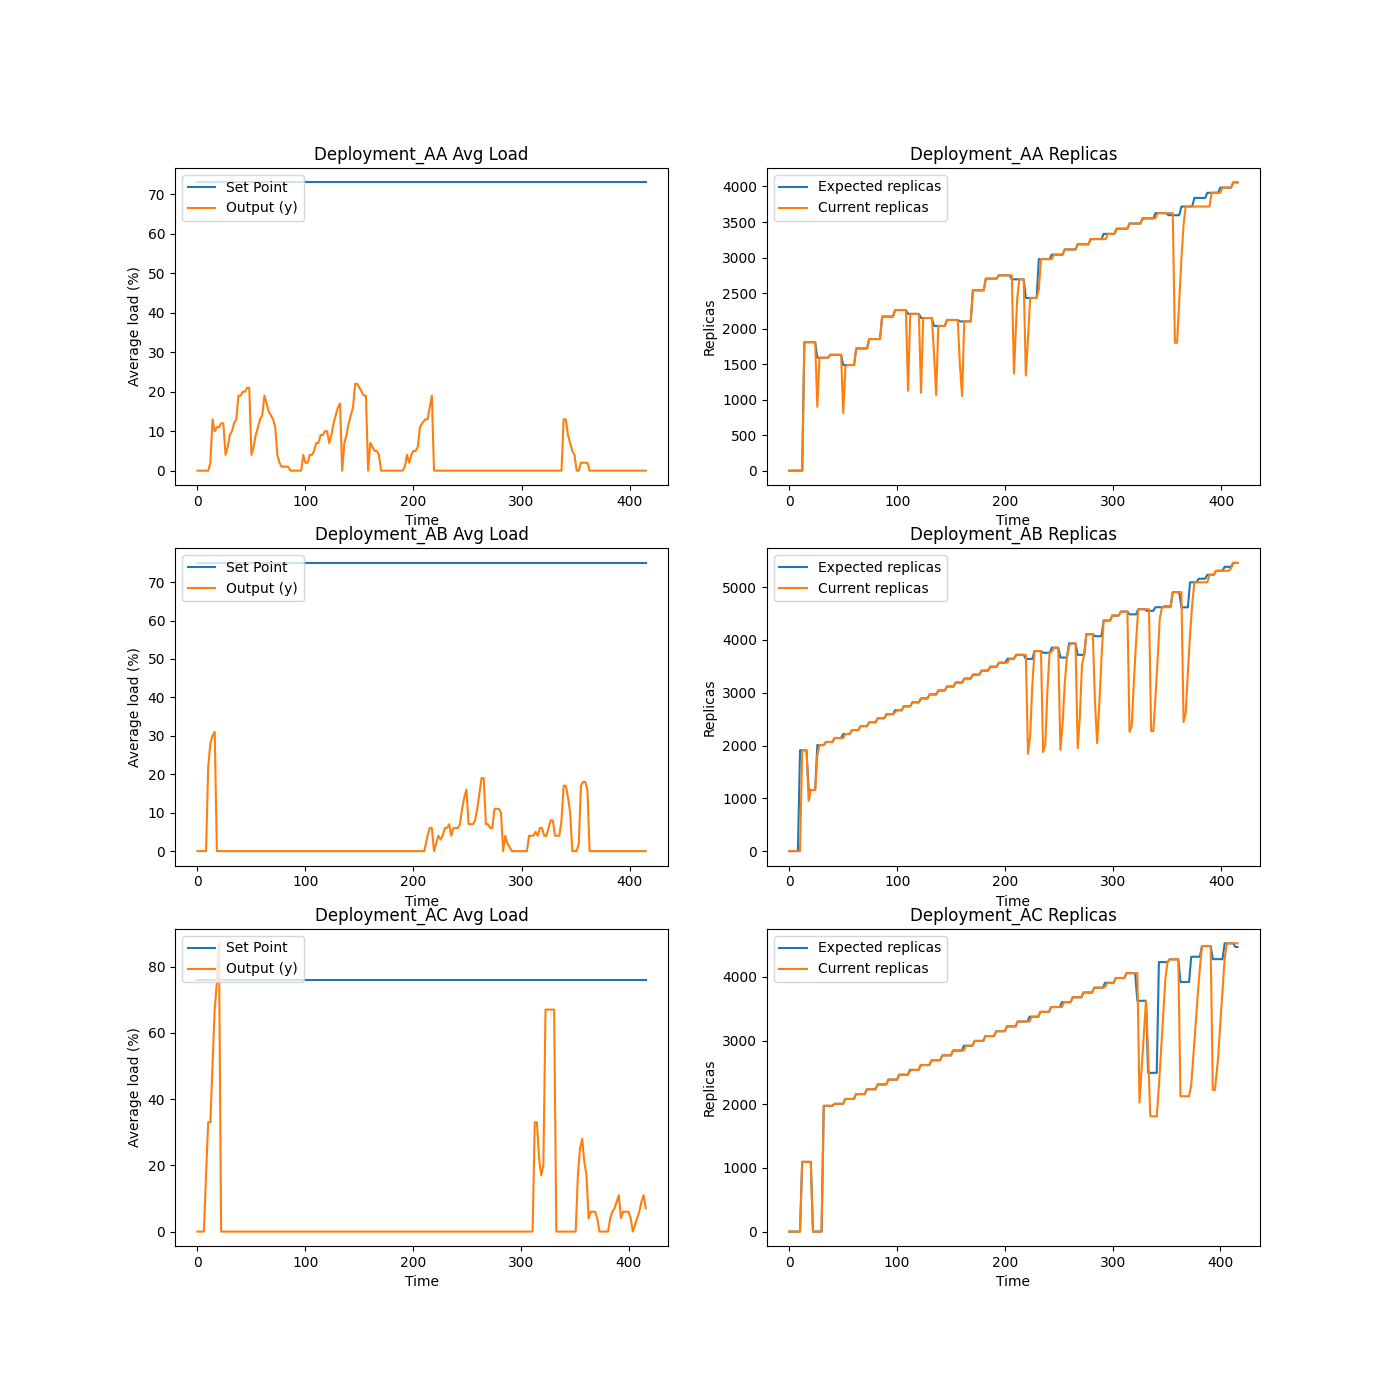 Deployment_AA Avg Load
Set Point
Output (y)
Average load (%)
70
60
50
40
30
20
10
0
0 100 200 300 400
Time
Deployment_AA Replicas
Expected replicas
Current replicas
Replicas
4000
3500
3000
2500
2000
1500
1000
500
0
0 100 200 300 400
Time
Deployment_AB Avg Load
Set Point
Output (y)
Average load (%)
70
60
50
40
30
20
10
0
0 100 200 300 400
Time
Deployment_AB Replicas
Expected replicas
Current replicas
Replicas
5000
4000
3000
2000
1000
0
0 100 200 300 400
Time
Deployment_AC Avg Load
Set Point
Output (y)
Average load (%)
80
60
40
20
0
0 100 200 300 400
Time
Deployment_AC Replicas
Expected replicas
Current replicas
Replicas
4000
3000
2000
1000
0
0 100 200 300 400
Time